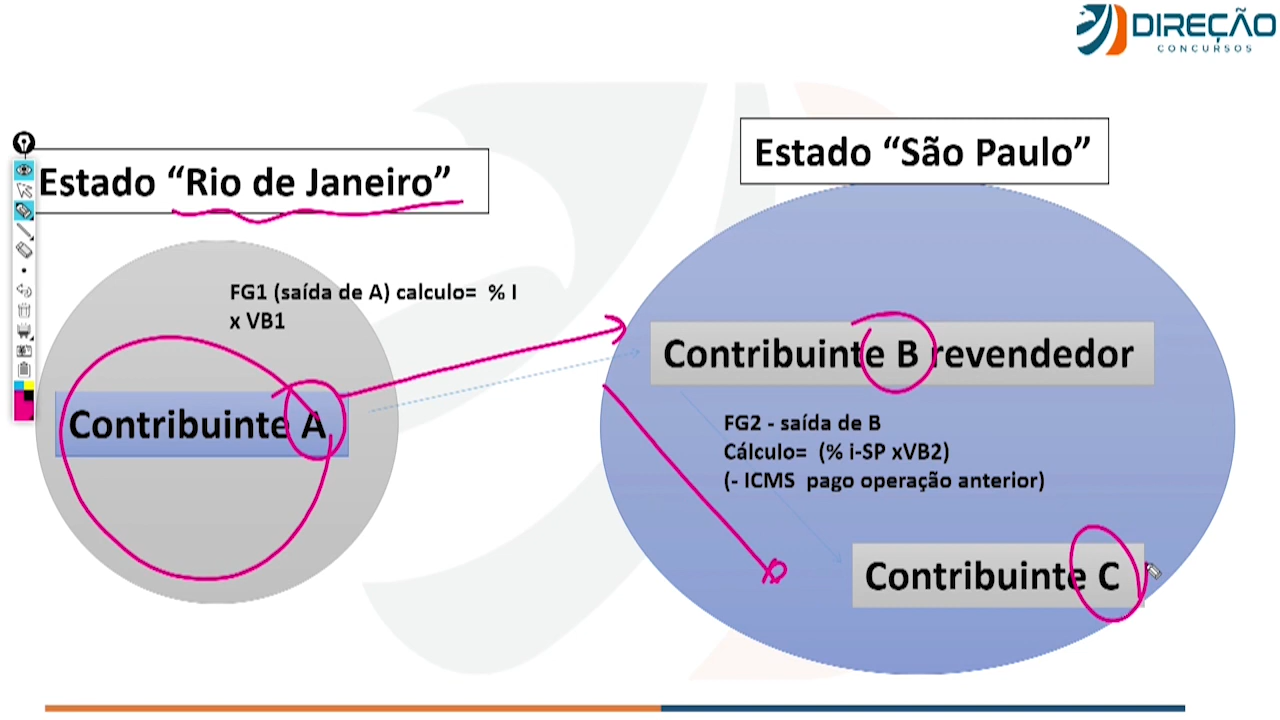 DIREÇÃO
CONCURSOS
Estado “São Paulo”
Estado “Rio de Janeiro”
FG1 (saída de A) calculo= % I
x VB1
Contribuinte B revendedor
Contribuinte A
FG2 - saída de B
Cálculo= (% i-SP xVB2)
(- ICMS pago operação anterior)
Contribuinte C